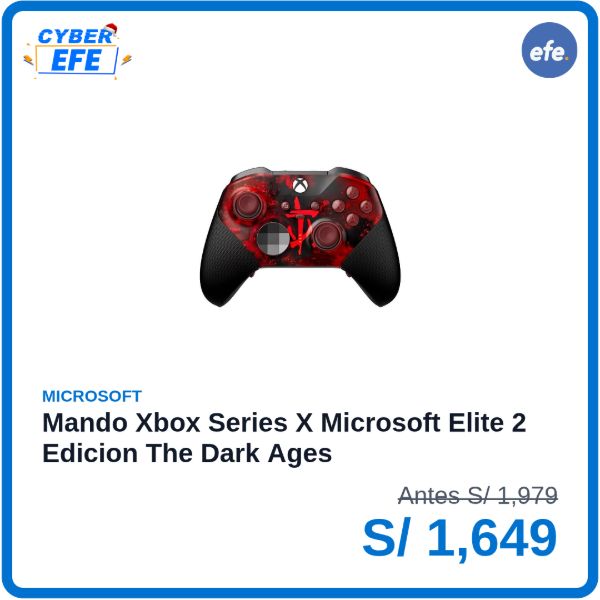 CYBER
EFE
efe.
MICROSOFT
Mando Xbox Series X Microsoft Elite 2
Edicion The Dark Ages
Antes S/ 1,979
S/ 1,649